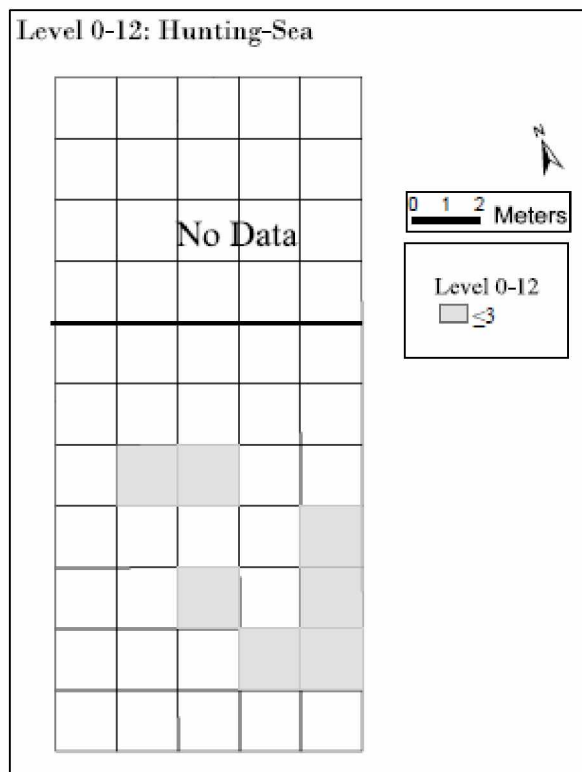 Level 0-12: Hunting-Sea
N
No Data
0 1 2 Meters
Level 0-12
≤3